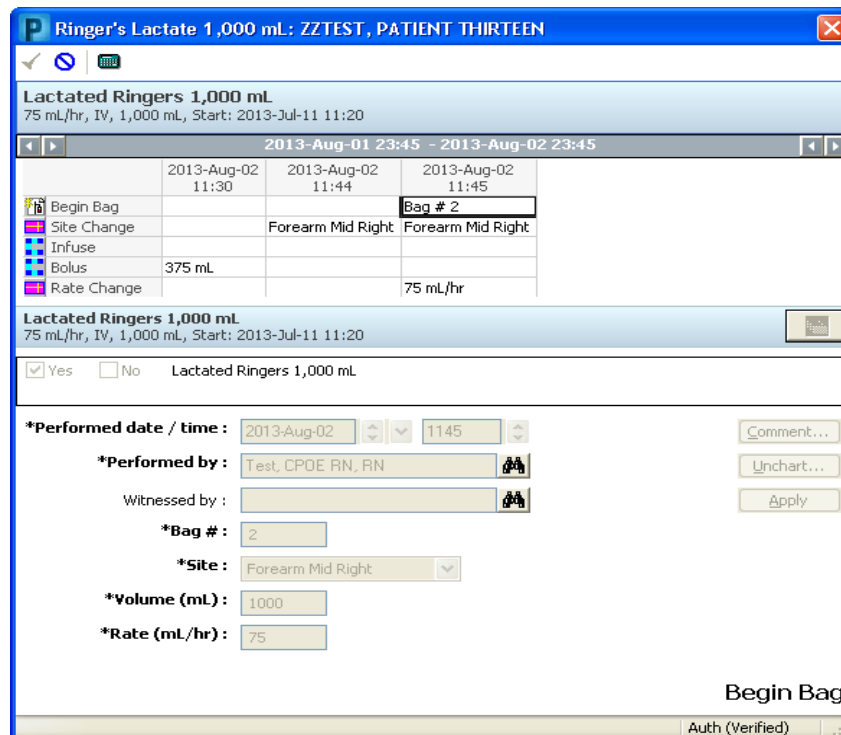 P Ringer's Lactate 1,000 mL: ZZTEST, PATIENT THIRTEEN
Lactated Ringers 1,000 mL
75 mL/hr, IV, 1,000 mL, Start: 2013-Jul-11 11:20
2013-Aug-01 23:45 - 2013-Aug-02 23:45
2013-Aug-02 2013-Aug-02 2013-Aug-02
11:30 11:44 11:45
Begin Bag Bag # 2
Site Change Forearm Mid Right Forearm Mid Right
Infuse
Bolus 375 mL
Rate Change 75 mL/hr
Lactated Ringers 1,000 mL
75 mL/hr, IV, 1,000 mL, Start: 2013-Jul-11 11:20
Yes No Lactated Ringers 1,000 mL
*Performed date / time : 2013-Aug-02 1145 Comment...
*Performed by : Test, CPOE RN, RN Unchart...
Witnessed by : Apply
*Bag # : 2
*Site : Forearm Mid Right
*Volume (mL) : 1000
*Rate (mL/hr) : 75
Begin Bag
Auth (Verified)